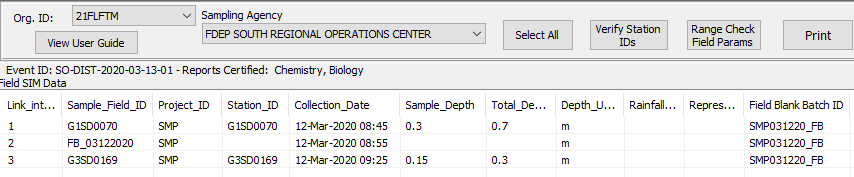 Org. ID: 21FLFTM Sampling Agency
FDEP SOUTH REGIONAL OPERATIONS CENTER
View User Guide Select All Verify Station IDs Range Check Field Params Print
Event ID: SO-DIST-2020-03-13-01 - Reports Certified: Chemistry, Biology
Field SIM Data
Link_int... Sample_Field_ID Project_ID Station_ID Collection_Date Sample_Depth Total_De... Depth_U... Rainfall... Repres... Field Blank Batch ID
1 G1SD0070 SMP G1SD0070 12-Mar-2020 08:45 0.3 0.7 m SMP031220_FB
2 FB_03122020 SMP 12-Mar-2020 08:55 m SMP031220_FB
3 G3SD0169 SMP G3SD0169 12-Mar-2020 09:25 0.15 0.3 m SMP031220_FB